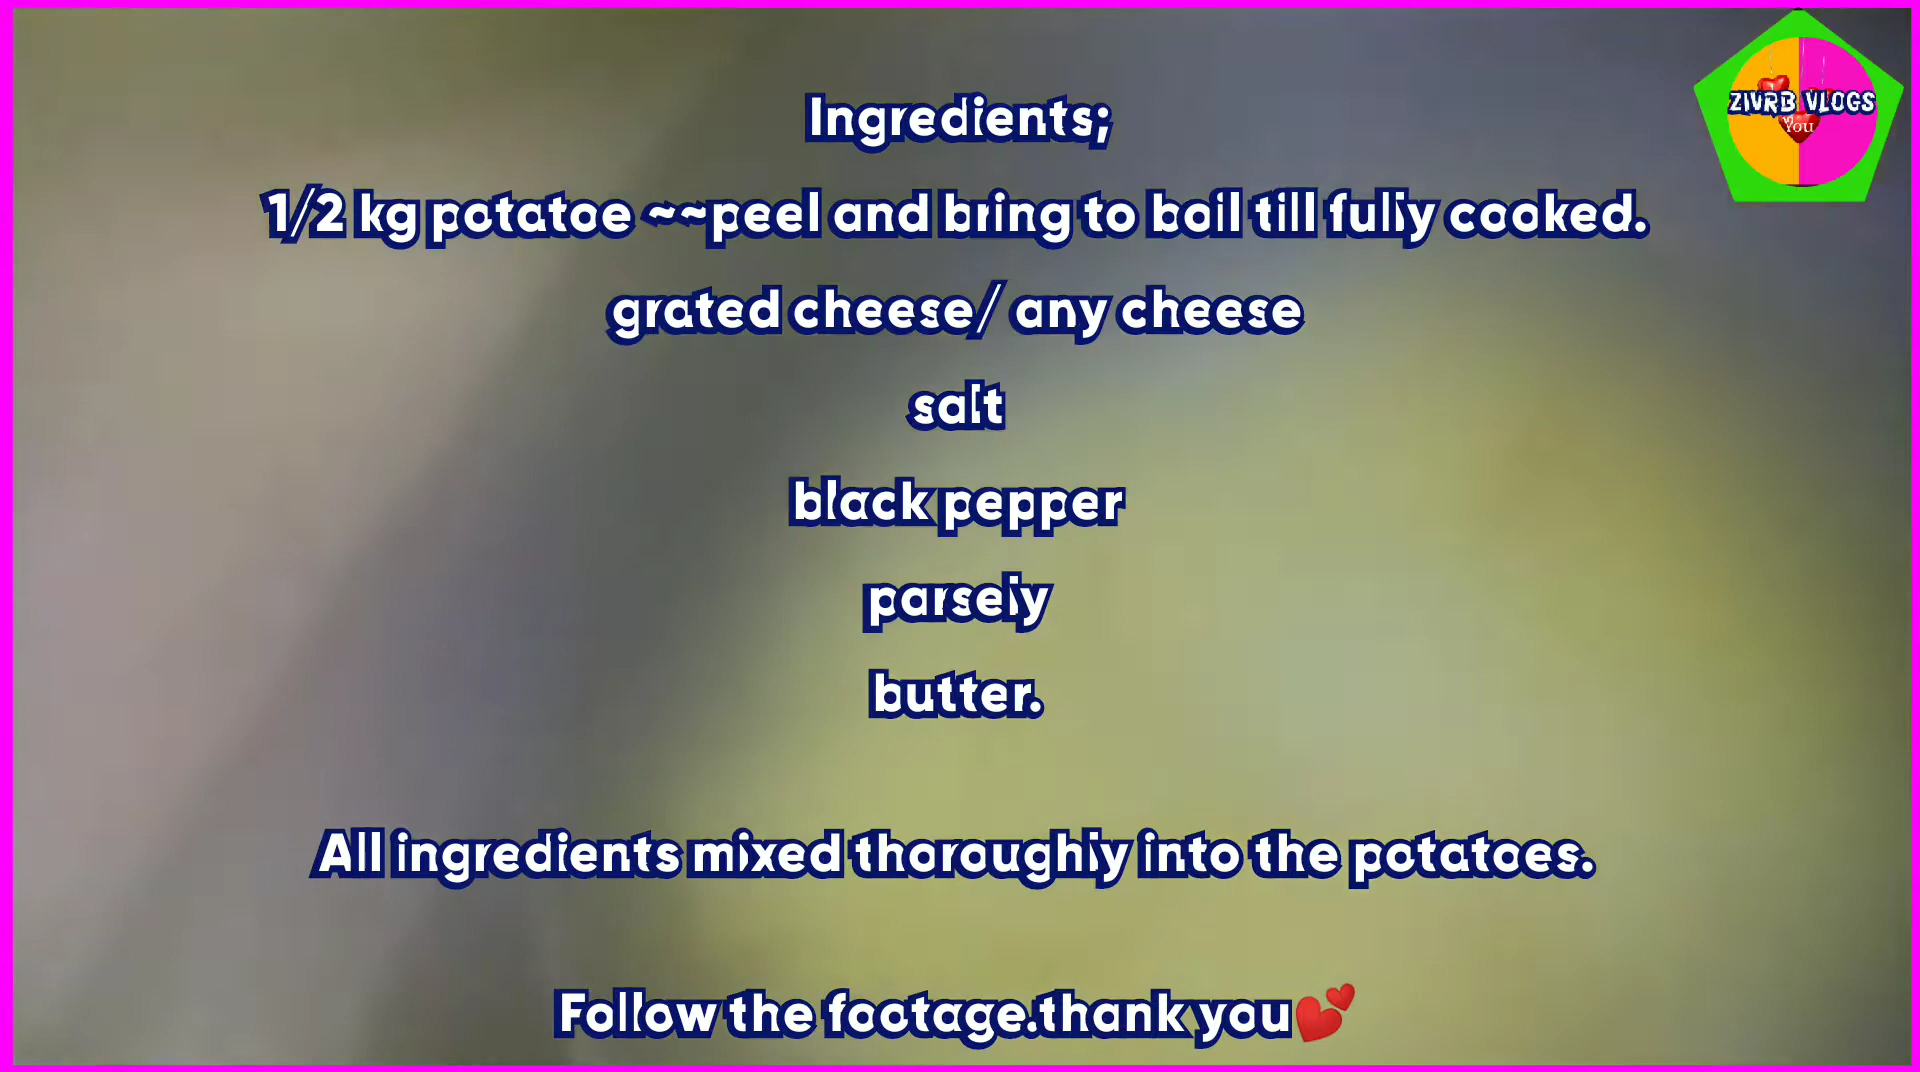 ZIVRB VLOGS
You
Ingredients;
1/2 kg potatoe ~~peel and bring to boil till fully cooked.
grated cheese/ any cheese
salt
black pepper
parsely
butter.
All ingredients mixed thoroughly into the potatoes.
Follow the footage.thank you💕